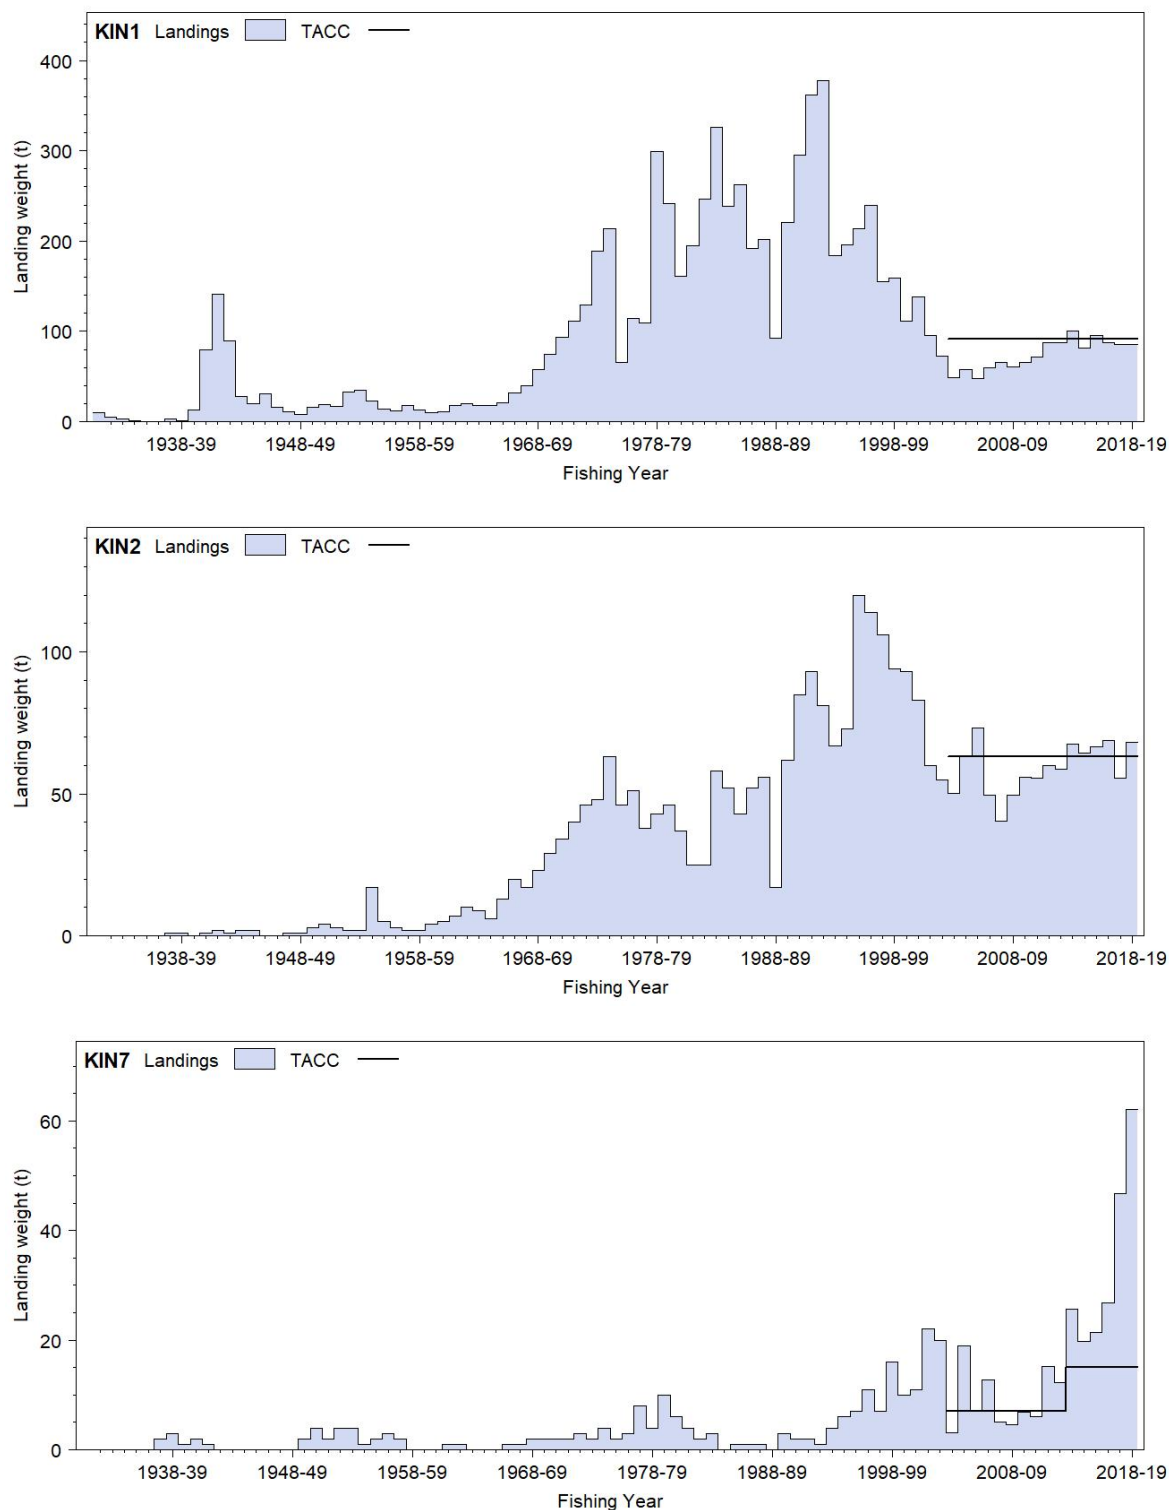 KIN1 Landings TACC
400
300
200
100
0
Landing weight (t)
1938-39 1948-49 1958-59 1968-69 1978-79 1988-89 1998-99 2008-09 2018-19
Fishing Year
KIN2 Landings TACC
100
50
0
Landing weight (t)
1938-39 1948-49 1958-59 1968-69 1978-79 1988-89 1998-99 2008-09 2018-19
Fishing Year
KIN7 Landings TACC
60
40
20
0
Landing weight (t)
1938-39 1948-49 1958-59 1968-69 1978-79 1988-89 1998-99 2008-09 2018-19
Fishing Year